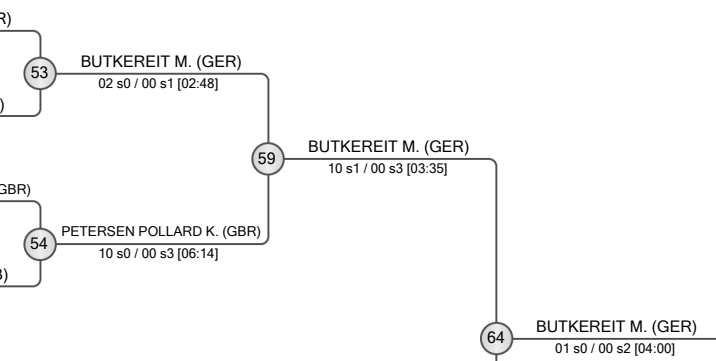 R)
53
BUTKEREIT M. (GER)
02 s0 / 00 s1 [02:48]
)
59
BUTKEREIT M. (GER)
10 s1 / 00 s3 [03:35]
GBR)
54
PETERSEN POLLARD K. (GBR)
10 s0 / 00 s3 [06:14]
)
64
BUTKEREIT M. (GER)
01 s0 / 00 s2 [04:00]